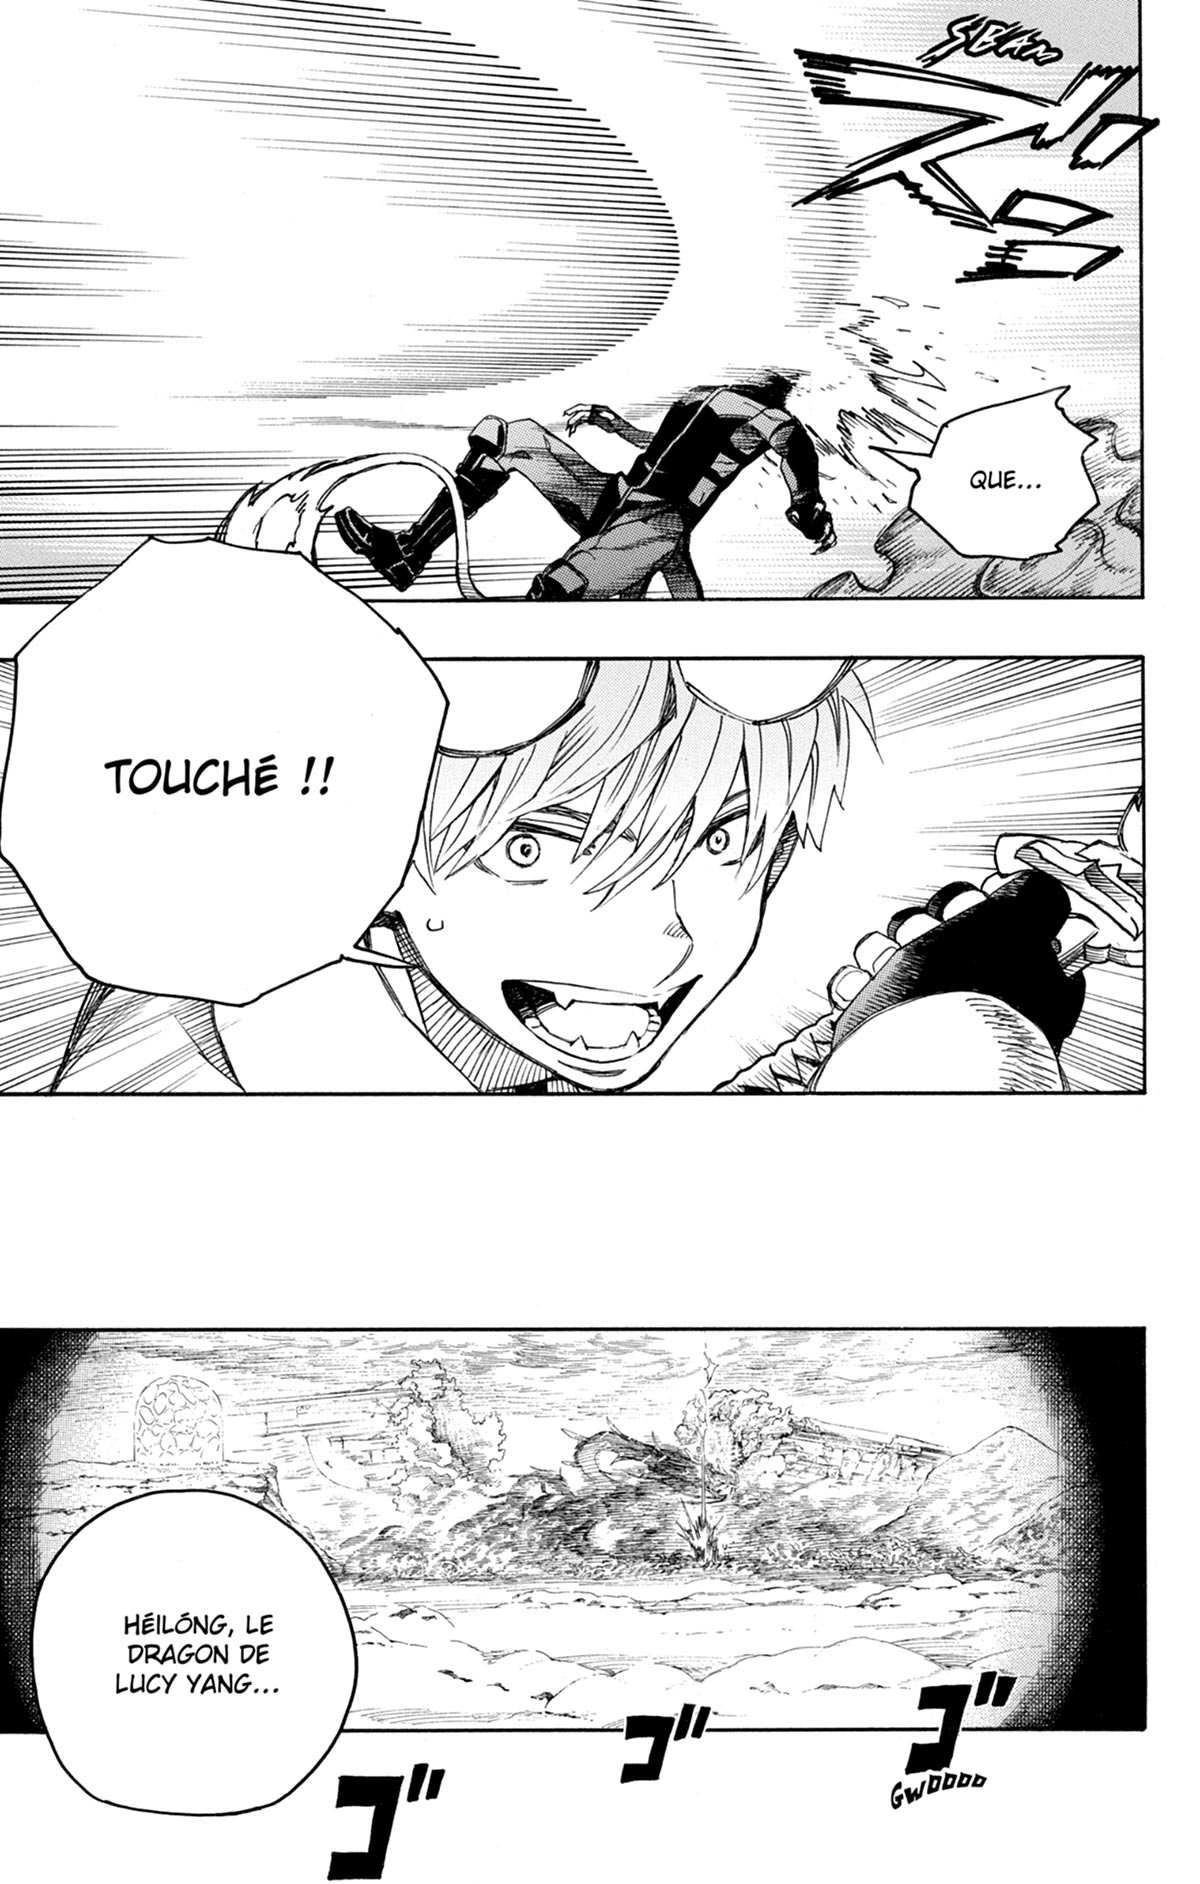 SBAM
QUE...
TOUCHÉ !!
HÉILÓNG, LE
DRAGON DE
LUCY YANG...
ゴ
ゴ
ゴ
GWOOOO